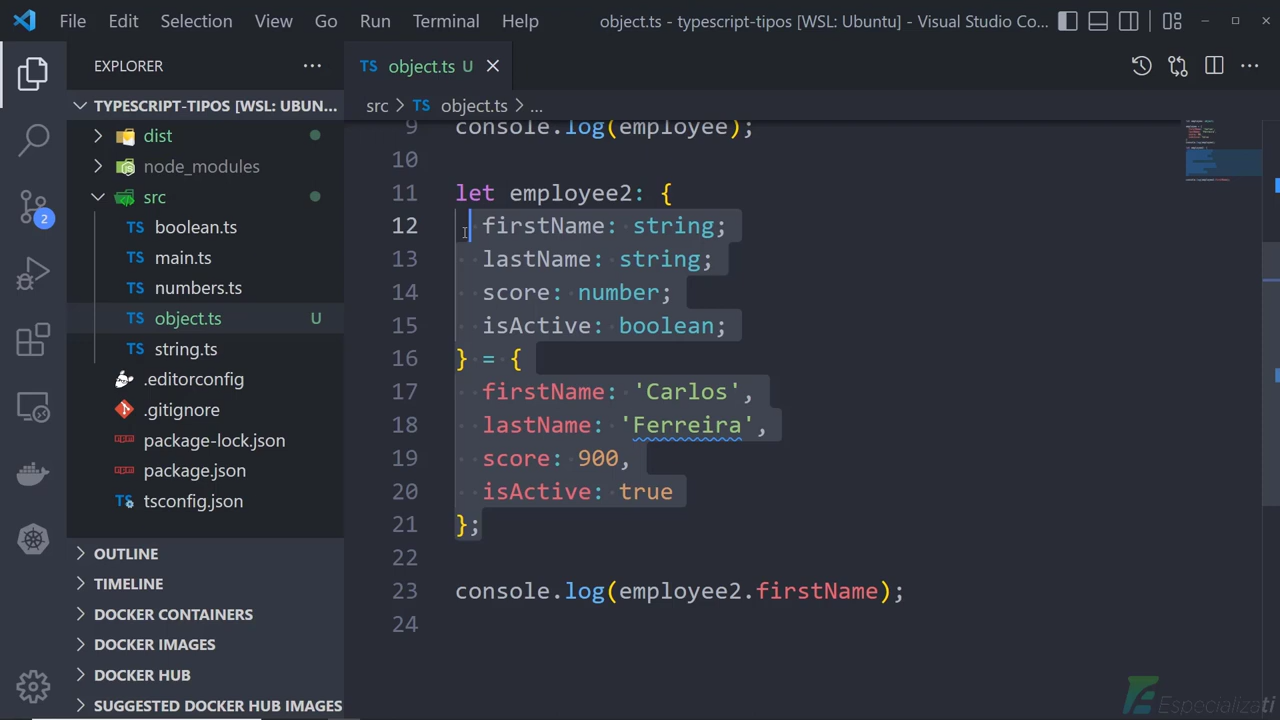 File Edit Selection View Go Run Terminal Help object.ts - typescript-tipos [WSL: Ubuntu] - Visual Studio Co...
EXPLORER
TYPESCRIPT-TIPOS [WSL: UBUN...
dist
node_modules
src
boolean.ts
main.ts
numbers.ts
object.ts U
string.ts
.editorconfig
.gitignore
package-lock.json
package.json
tsconfig.json
OUTLINE
TIMELINE
DOCKER CONTAINERS
DOCKER IMAGES
DOCKER HUB
SUGGESTED DOCKER HUB IMAGES
2
TS object.ts U
src > TS object.ts > ...
9 console.log(employee);
10
11 let employee2: {
12 firstName: string;
13 lastName: string;
14 score: number;
15 isActive: boolean;
16 } = {
17 firstName: 'Carlos',
18 lastName: 'Ferreira',
19 score: 900,
20 isActive: true
21 };
22
23 console.log(employee2.firstName);
24
Especializati